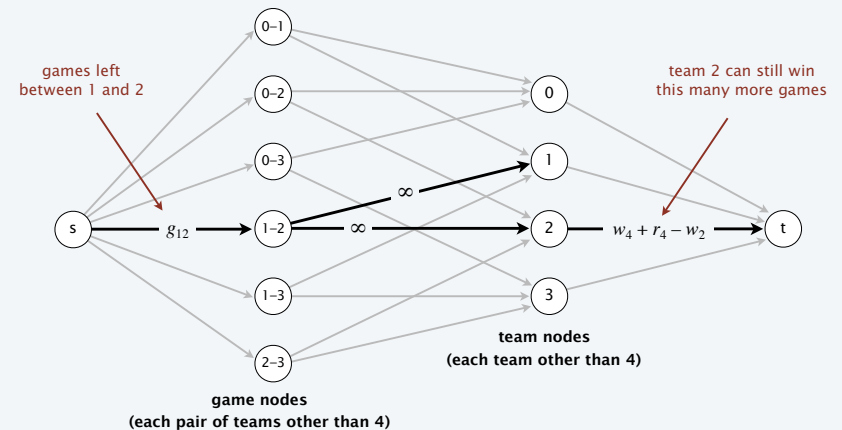 0–1
games left
between 1 and 2
team 2 can still win
this many more games
0–2
0
0–3
1
∞
s
g12
1–2
∞
2
w4 + r4 − w2
t
1–3
3
team nodes
(each team other than 4)
2–3
game nodes
(each pair of teams other than 4)